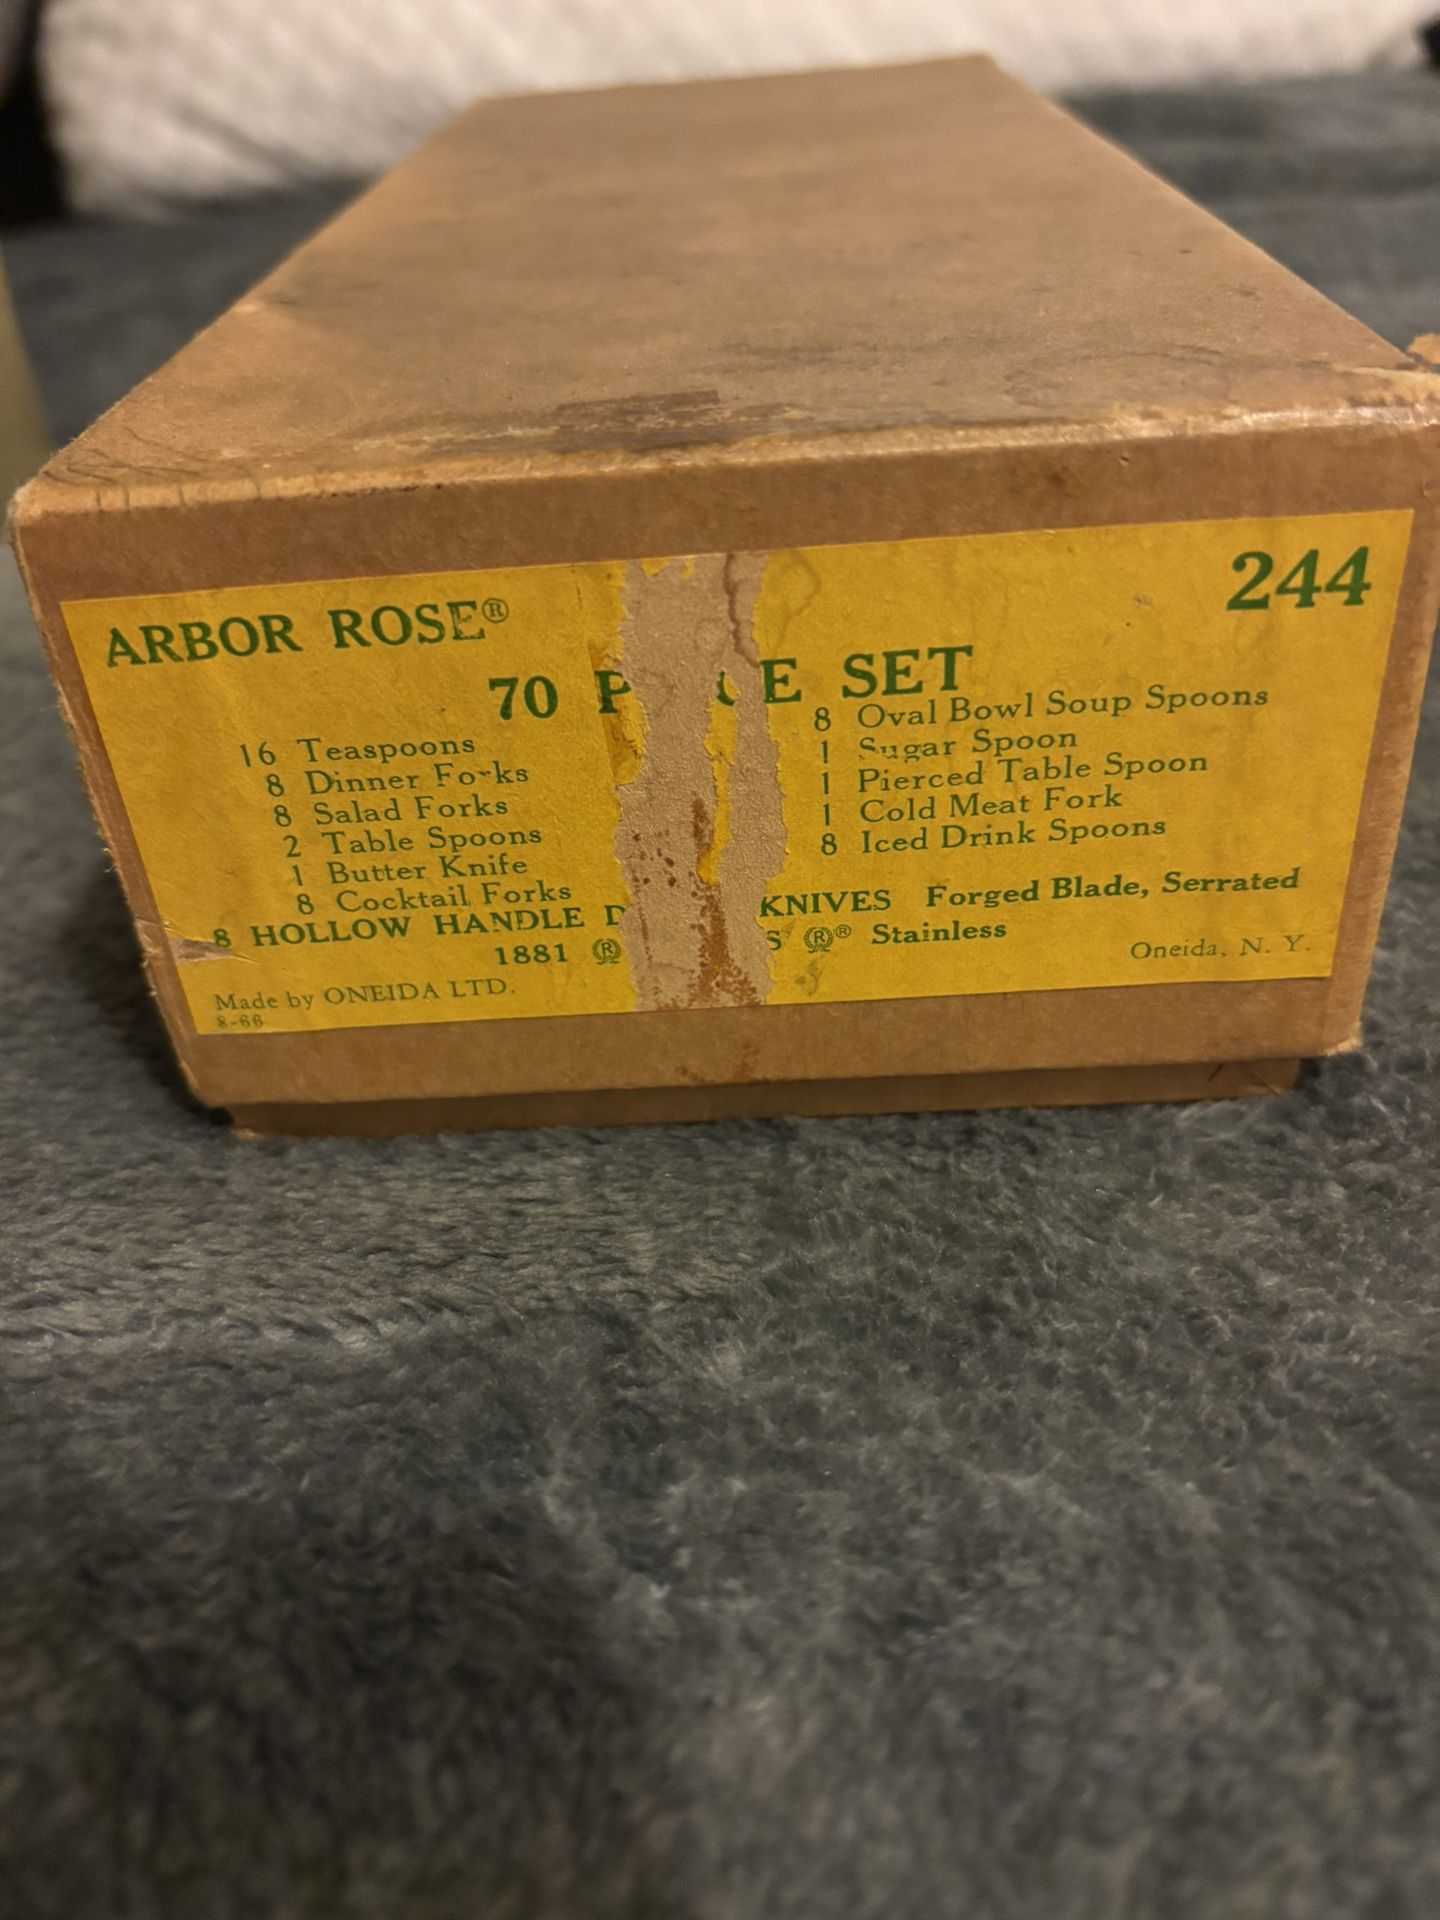 244
ARBOR ROSE®
70 P E SET
16 Teaspoons
8 Dinner Forks
8 Salad Forks
2 Table Spoons
1 Butter Knife
8 Cocktail Forks
8 Oval Bowl Soup Spoons
1 Sugar Spoon
1 Pierced Table Spoon
1 Cold Meat Fork
8 Iced Drink Spoons
8 HOLLOW HANDLE D KNIVES Forged Blade, Serrated
1881 ® S ®® Stainless
Made by ONEIDA LTD. Oneida, N. Y.
8-66